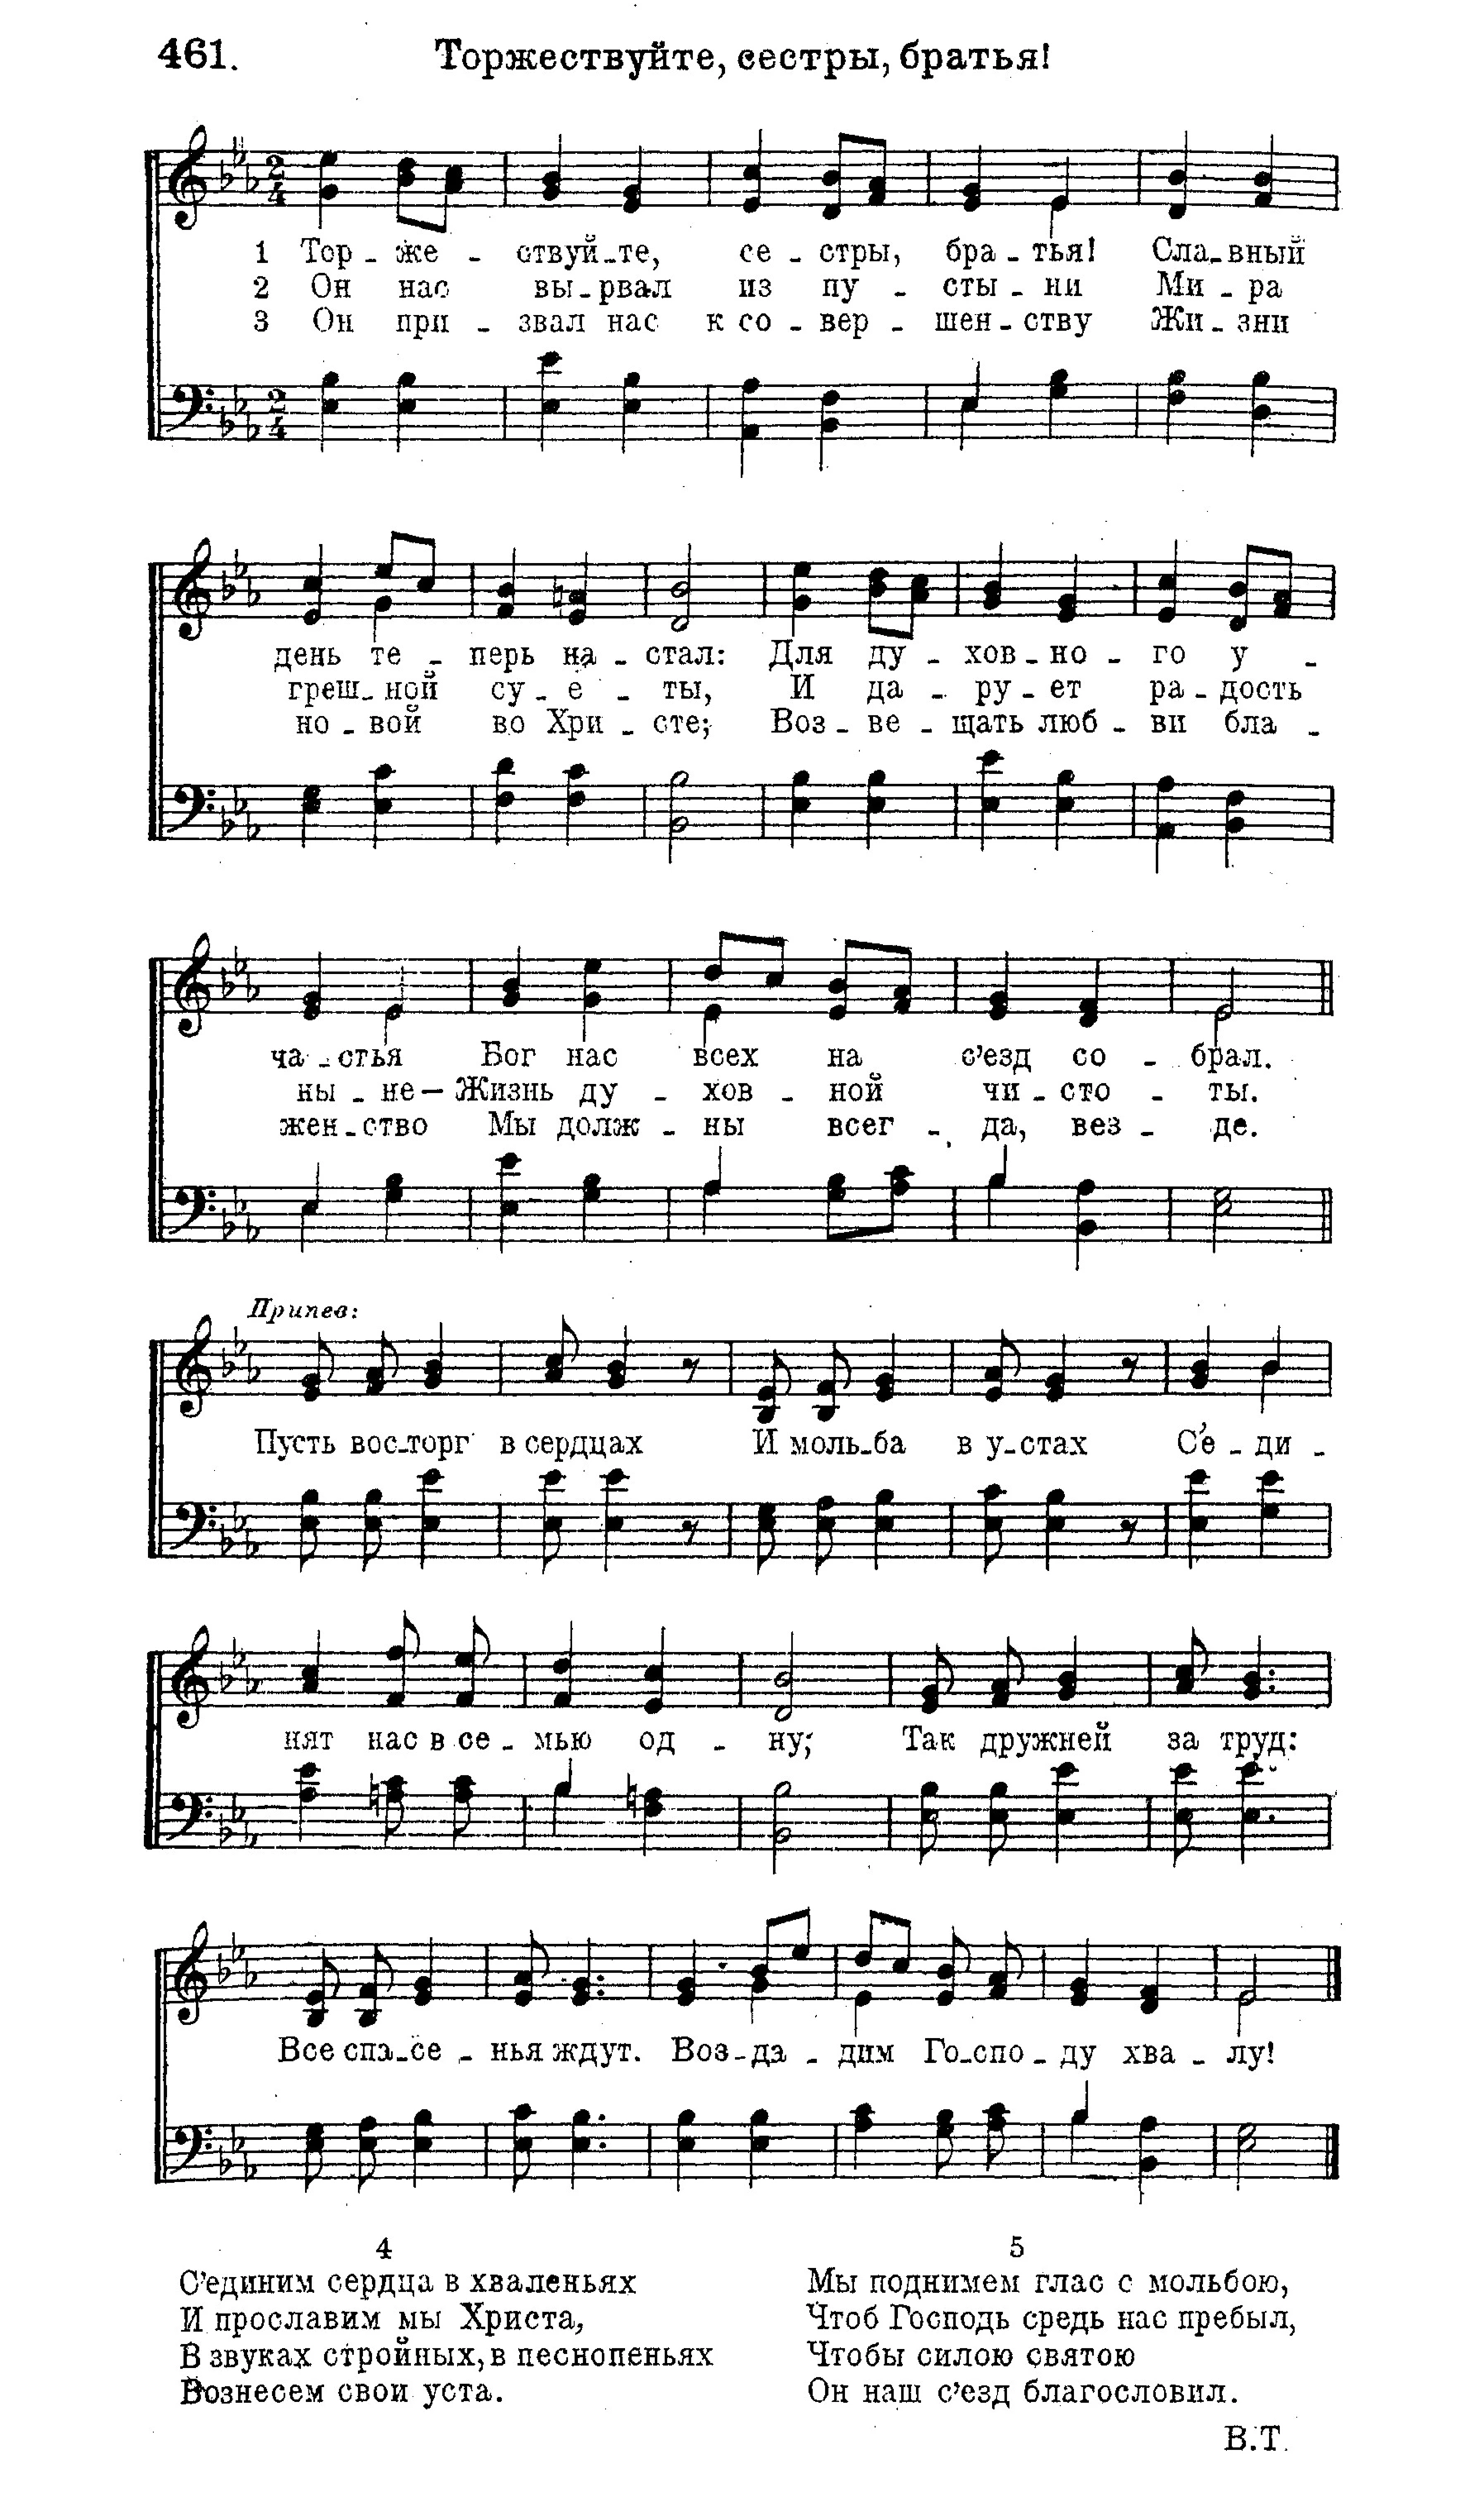 461. Торжествуйте, сестры, братья!
1 Тор - же - ствуй - те, се - стры, бра - тья! Сла - вный
2 Он нас вы - рвал из пу - сты - ни Ми - ра
3 Он при - звал нас к со - вер - шен - ству Жи - зни
день те - перь на - стал: Для ду - хов - но - го у -
греш - ной су - е - ты, И да - ру - ет ра - дость
но - вой во Хри - сте; Воз - ве - щать люб - ви бла -
ча - стья Бог нас всех на с’езд со - брал.
ны - не — Жизнь ду - хов - ной чи - сто - ты.
жен - ство Мы долж - ны всег - да, вез - де.
Припев:
Пусть вос - торг в сердцах И моль - ба в у - стах С’е - ди -
нят нас в се - мью од - ну; Так дружней за труд:
Все спа - се - нья ждут. Воз - да - дим Го - спо - ду хва - лу!
4
С’единим сердца в хваленьях
И прославим мы Христа,
В звуках стройных, в песнопеньях
Вознесем свои уста.
5
Мы поднимем глас с мольбою,
Чтоб Господь средь нас пребыл,
Чтобы силою святою
Он наш с’езд благословил.
В.Т.